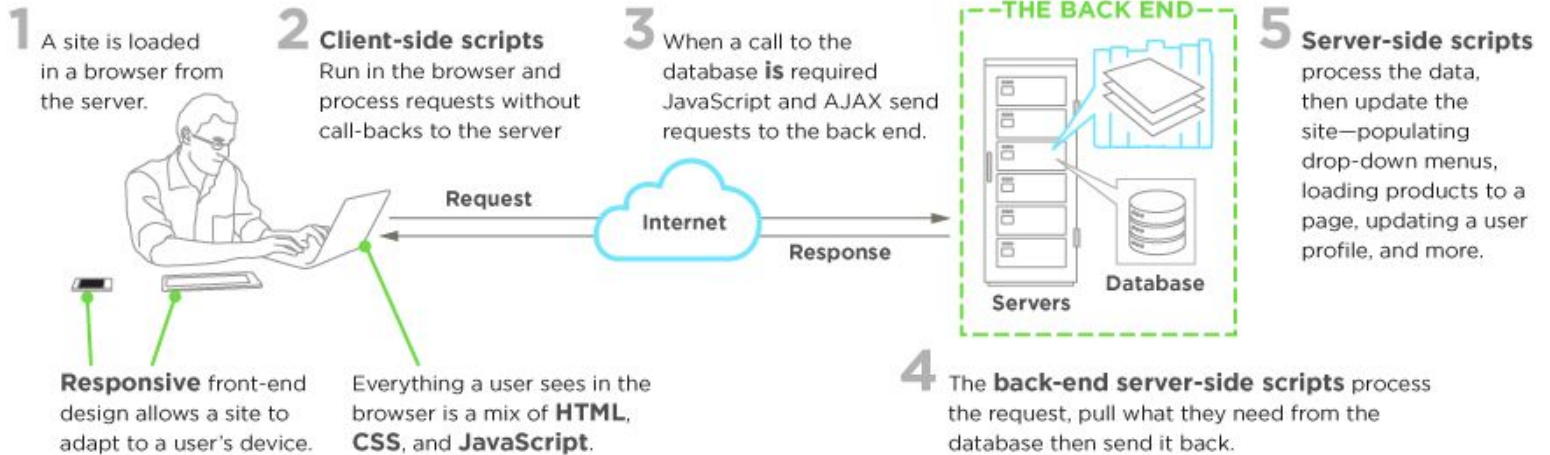 1
A site is loaded
in a browser from
the server.
2
Client-side scripts
Run in the browser and
process requests without
call-backs to the server
3
When a call to the
database is required
JavaScript and AJAX send
requests to the back end.
THE BACK END
5
Server-side scripts
process the data,
then update the
site—populating
drop-down menus,
loading products to a
page, updating a user
profile, and more.
Request
Internet
Response
Servers
Database
Responsive front-end
design allows a site to
adapt to a user's device.
Everything a user sees in the
browser is a mix of HTML,
CSS, and JavaScript.
4
The back-end server-side scripts process
the request, pull what they need from the
database then send it back.